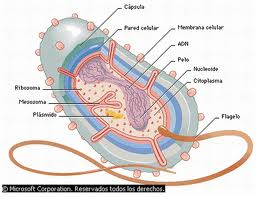 Cápsula
Pared celular
Membrana celular
ADN
Pelo
Nucleoide
Citoplasma
Ribosoma
Mesosoma
Plásmido
Flagelo
© Microsoft Corporation. Reservados todos los derechos.